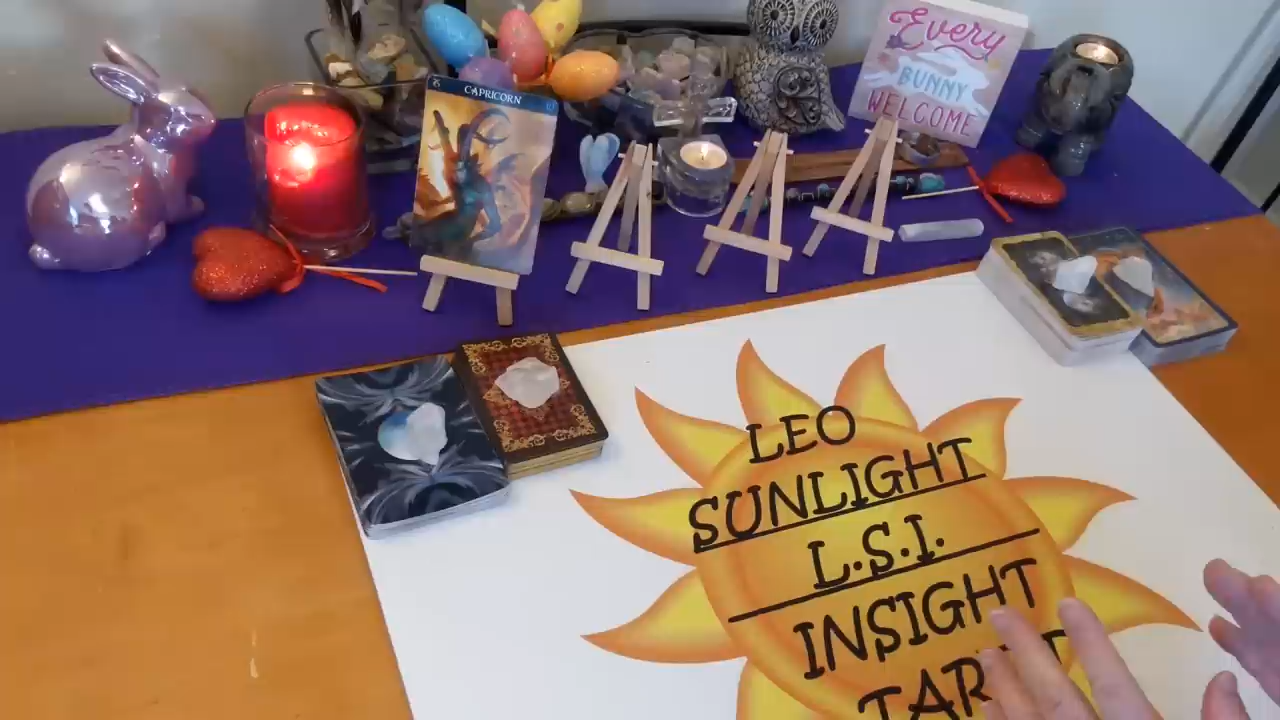 CAPRICORN
Every
BUNNY
WELCOME
LEO
SUNLIGHT
L.S.I.
INSIGHT